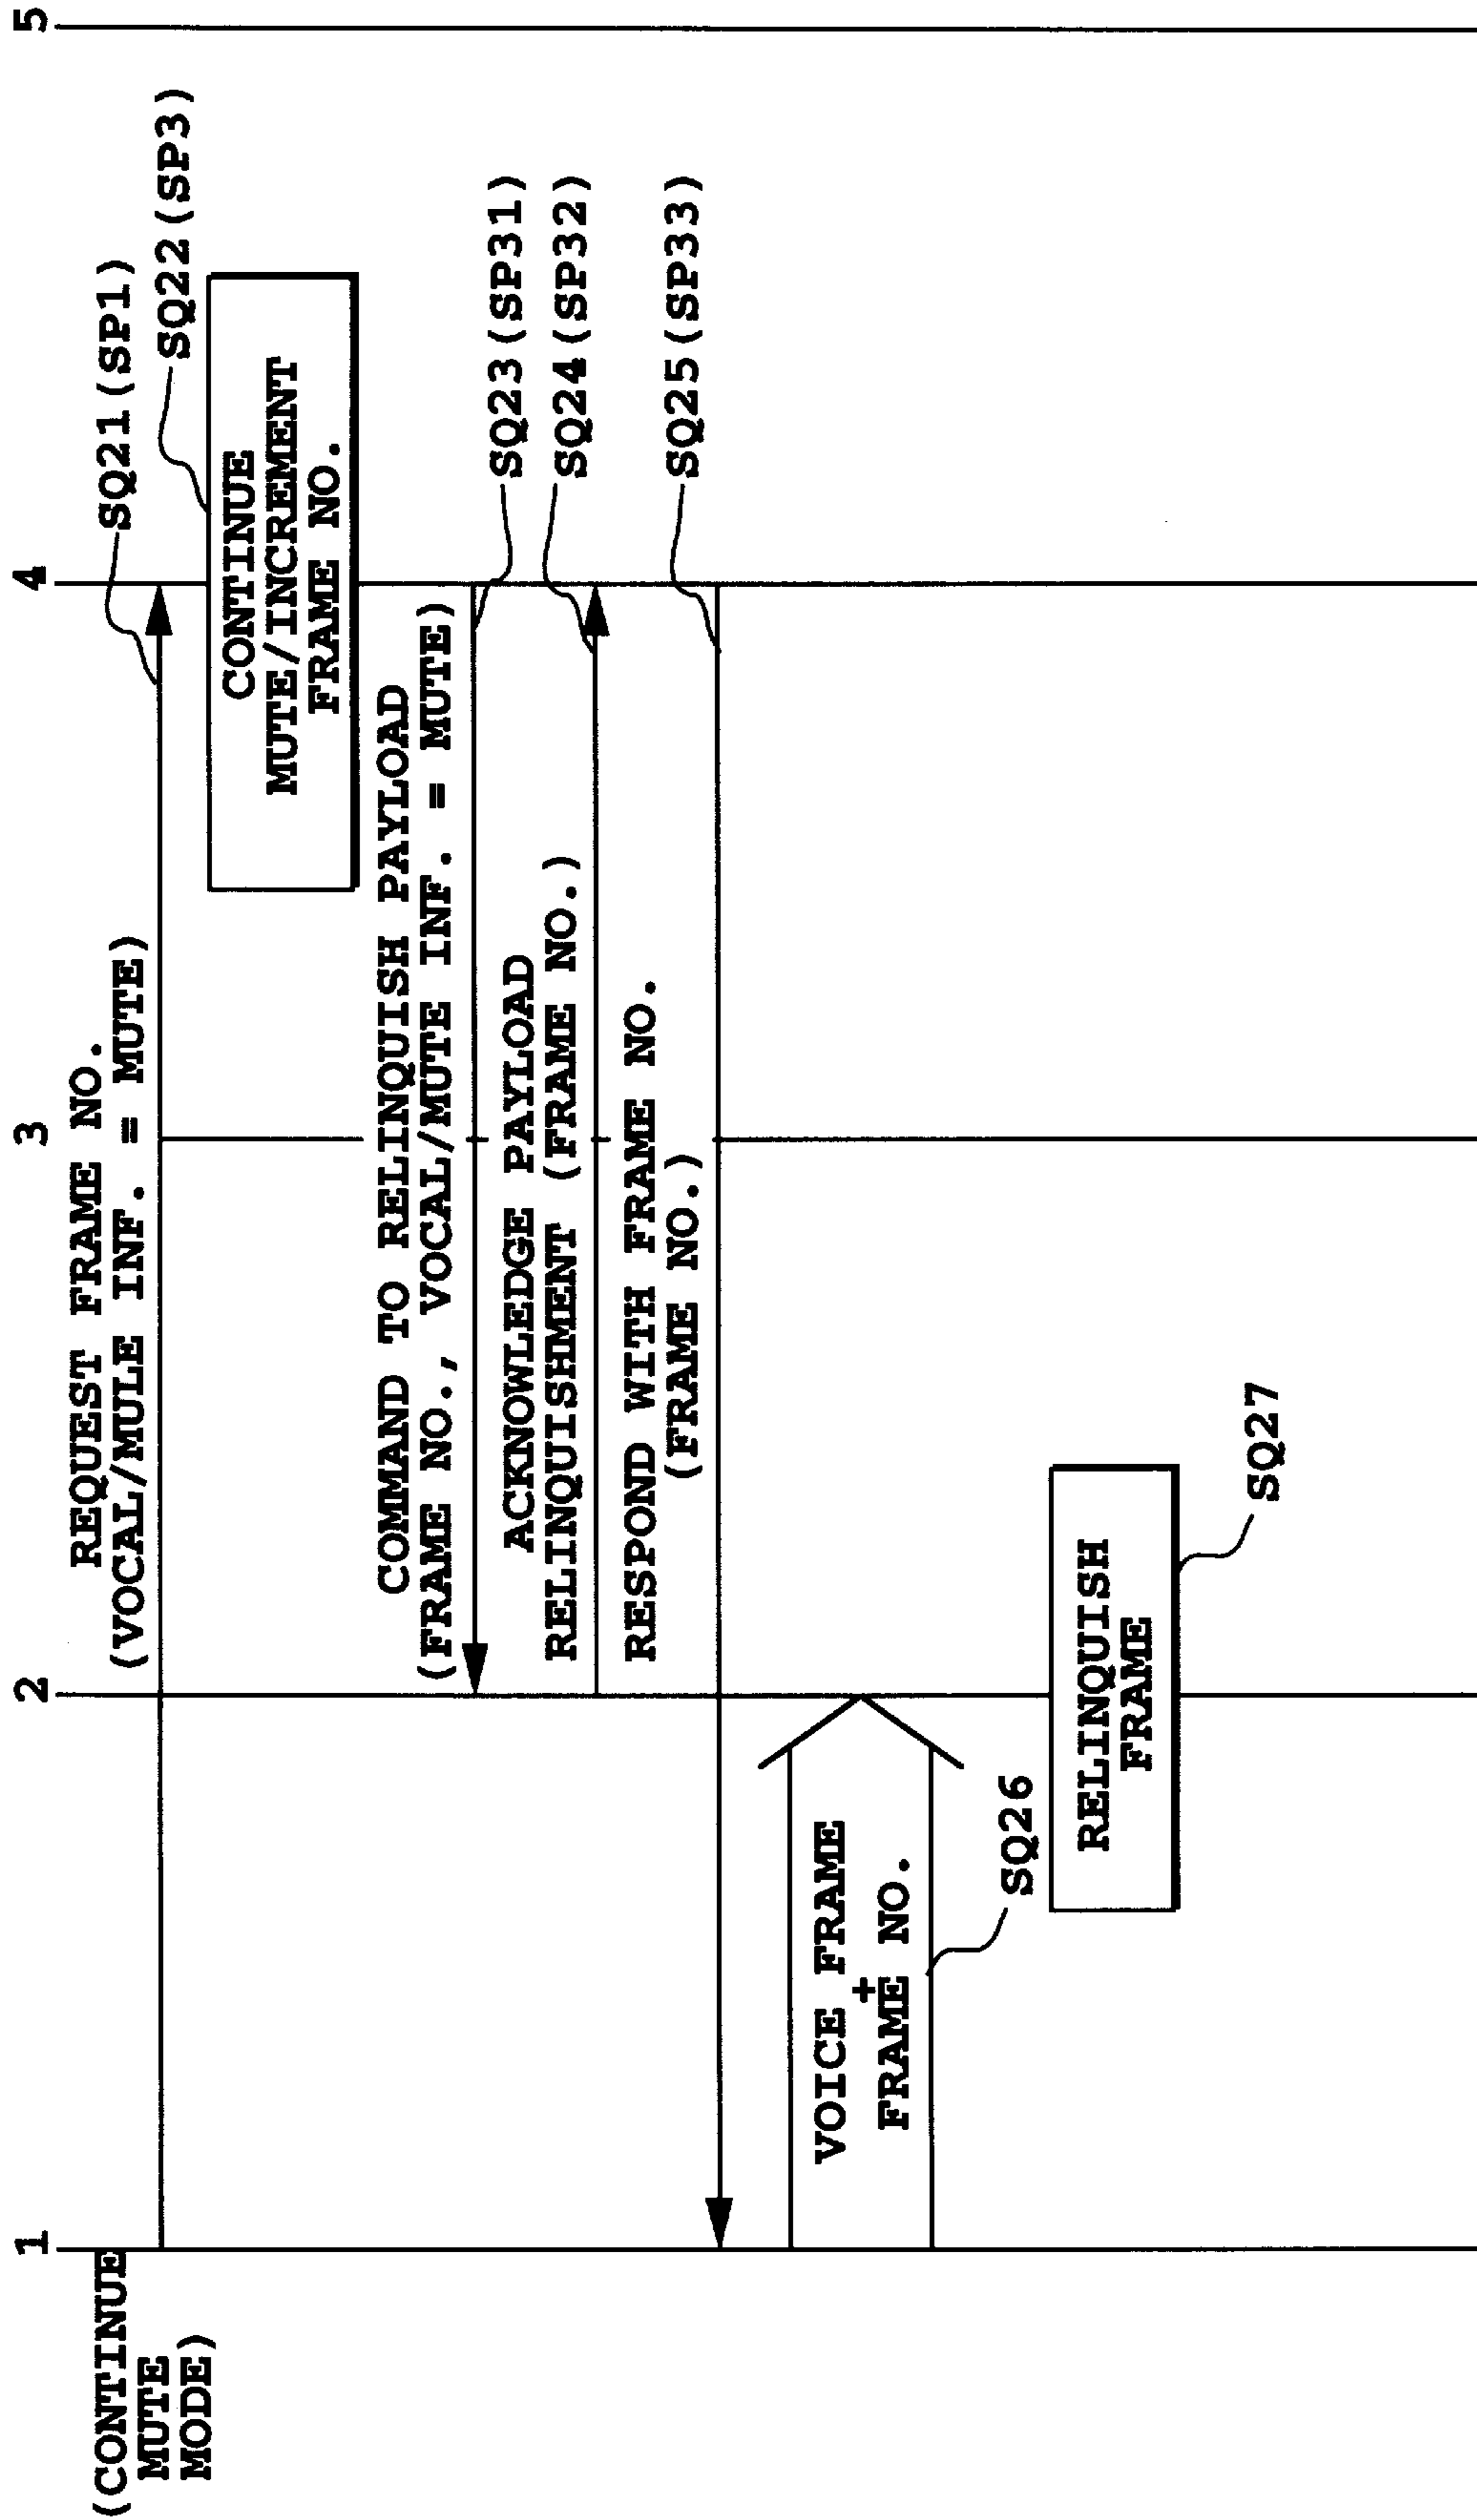 1
2
3
4
5
(CONTINUE
MUTE
MODE)
REQUEST FRAME NO.
(VOCAL/MULE INF. = MUTE)
SQ21(SP1)
SQ22(SP3)
CONTINUE
MUTE/INCREMENT
FRAME NO.
COMMAND TO RELINQUISH PAYLOAD
(FRAME NO., VOCAL/MUTE INF. = MUTE)
SQ23(SP31)
ACKNOWLEDGE PAYLOAD
RELINQUISHMENT (FRAME NO.)
SQ24(SP32)
RESPOND WITH FRAME NO.
(FRAME NO.)
SQ25(SP33)
VOICE FRAME
+
FRAME NO.
SQ26
RELINQUISH
FRAME
SQ27